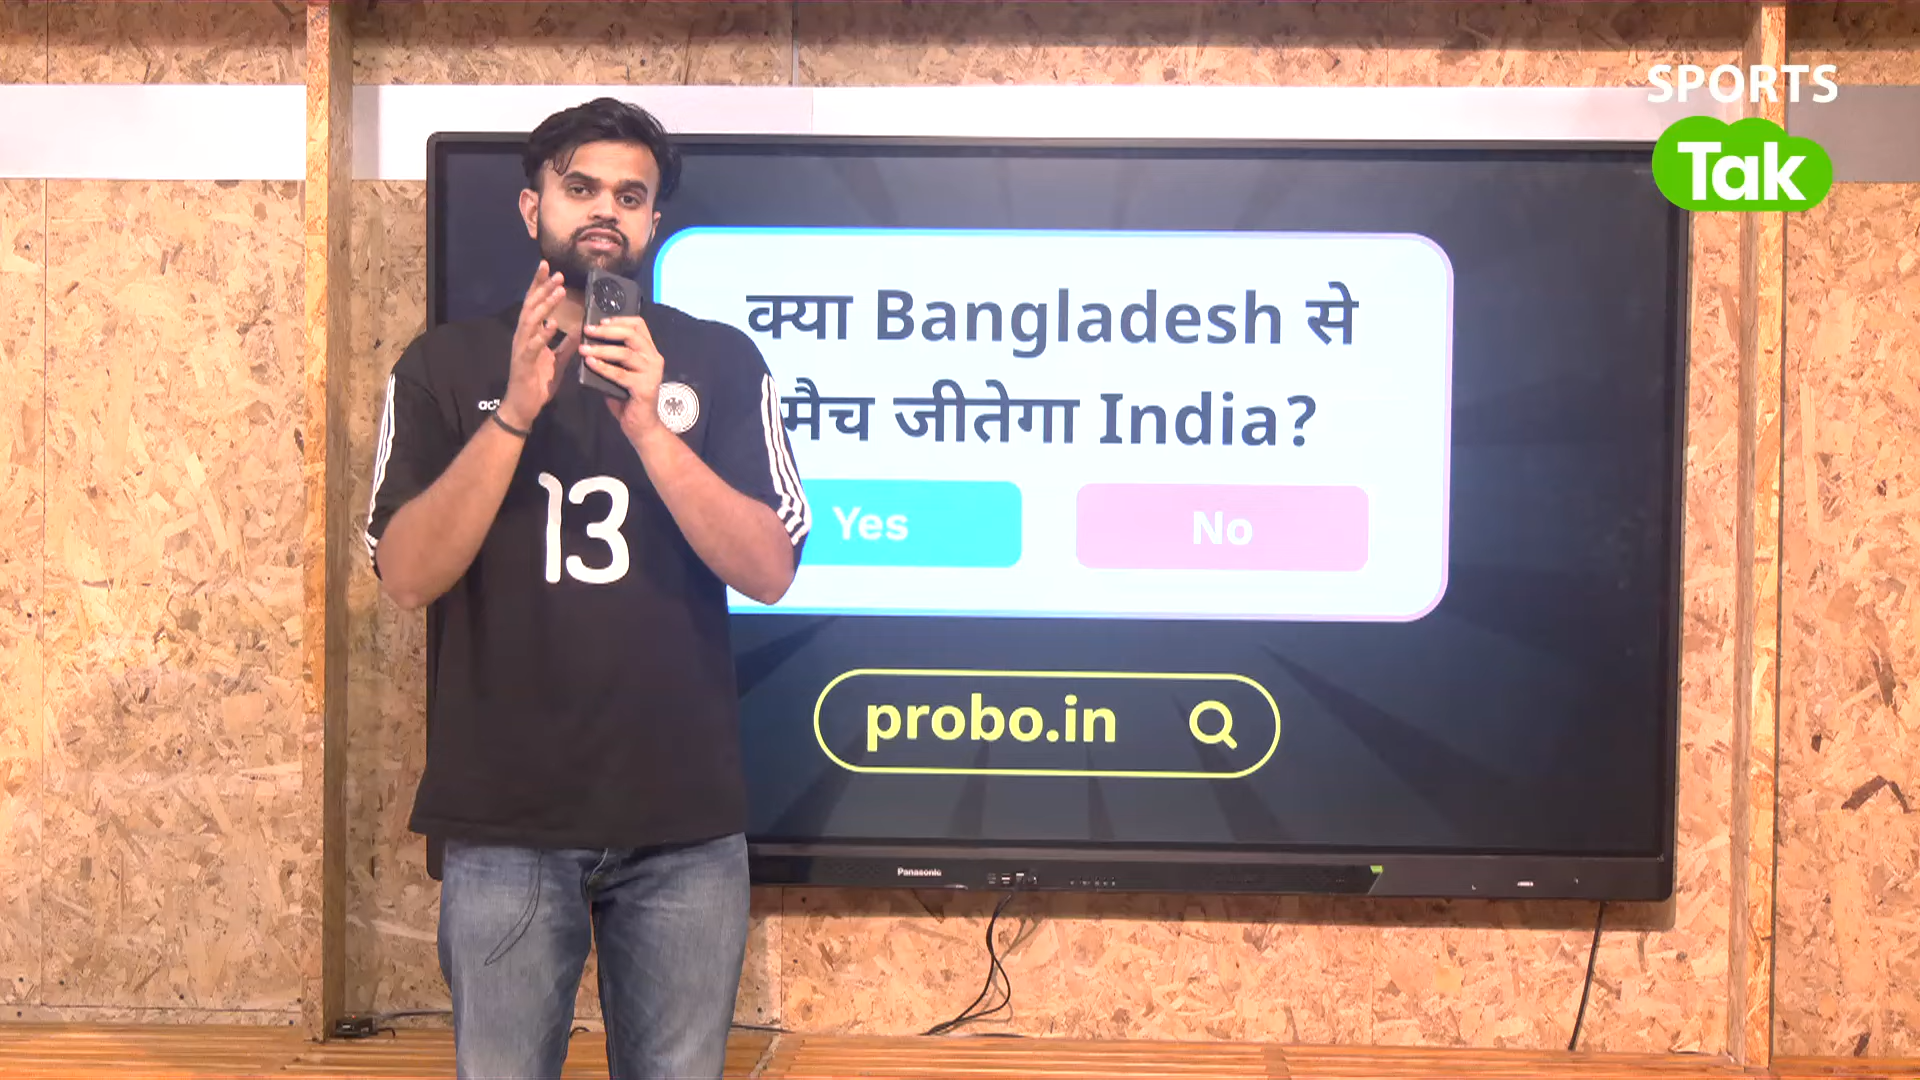 SPORTS
Tak
क्या Bangladesh से
मैच जीतेगा India?
Yes
No
13
probo.in
Panasonic